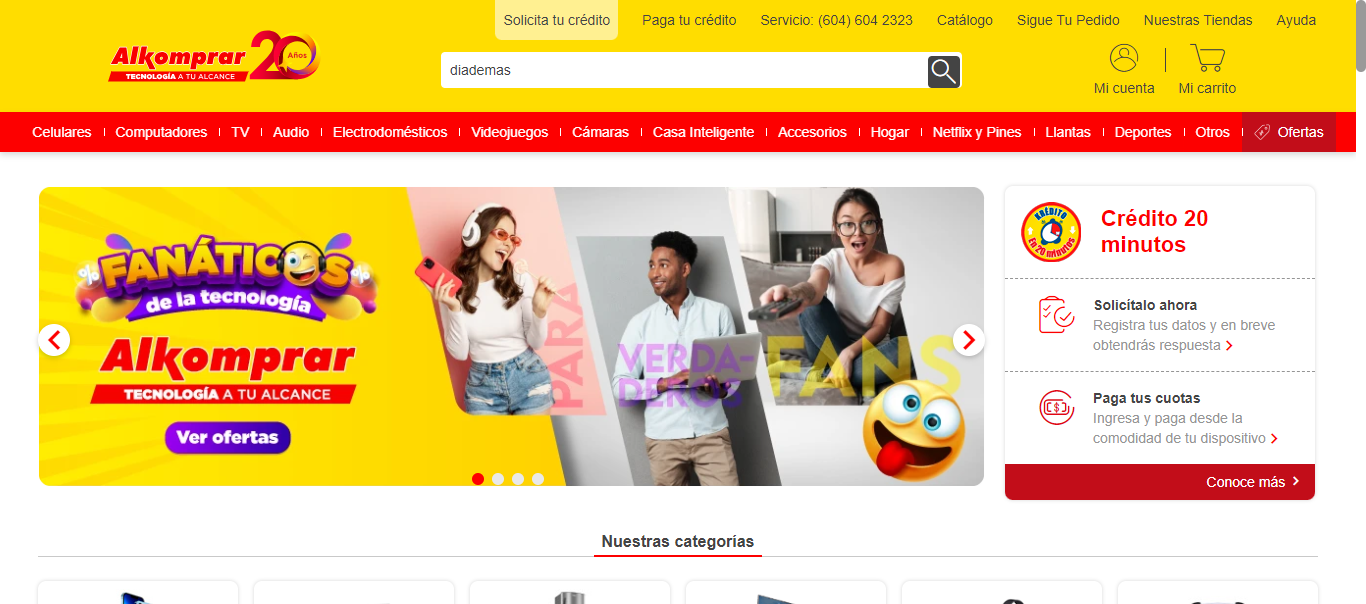 Solicita tu crédito
Paga tu crédito
Servicio: (604) 604 2323
Catálogo
Sigue Tu Pedido
Nuestras Tiendas
Ayuda
Alkomprar 20 Años
TECNOLOGÍA A TU ALCANCE
diademas
Mi cuenta
Mi carrito
Celulares
Computadores
TV
Audio
Electrodomésticos
Videojuegos
Cámaras
Casa Inteligente
Accesorios
Hogar
Netflix y Pines
Llantas
Deportes
Otros
Ofertas
% FANÁTICOS %
de la tecnología
Alkomprar
TECNOLOGÍA A TU ALCANCE
Ver ofertas
PARA
VERDA-
DEROS
FANS
KRÉDITO
En 20 minutos
Crédito 20
minutos
Solicítalo ahora
Registra tus datos y en breve
obtendrás respuesta
Paga tus cuotas
Ingresa y paga desde la
comodidad de tu dispositivo
Conoce más
Nuestras categorías